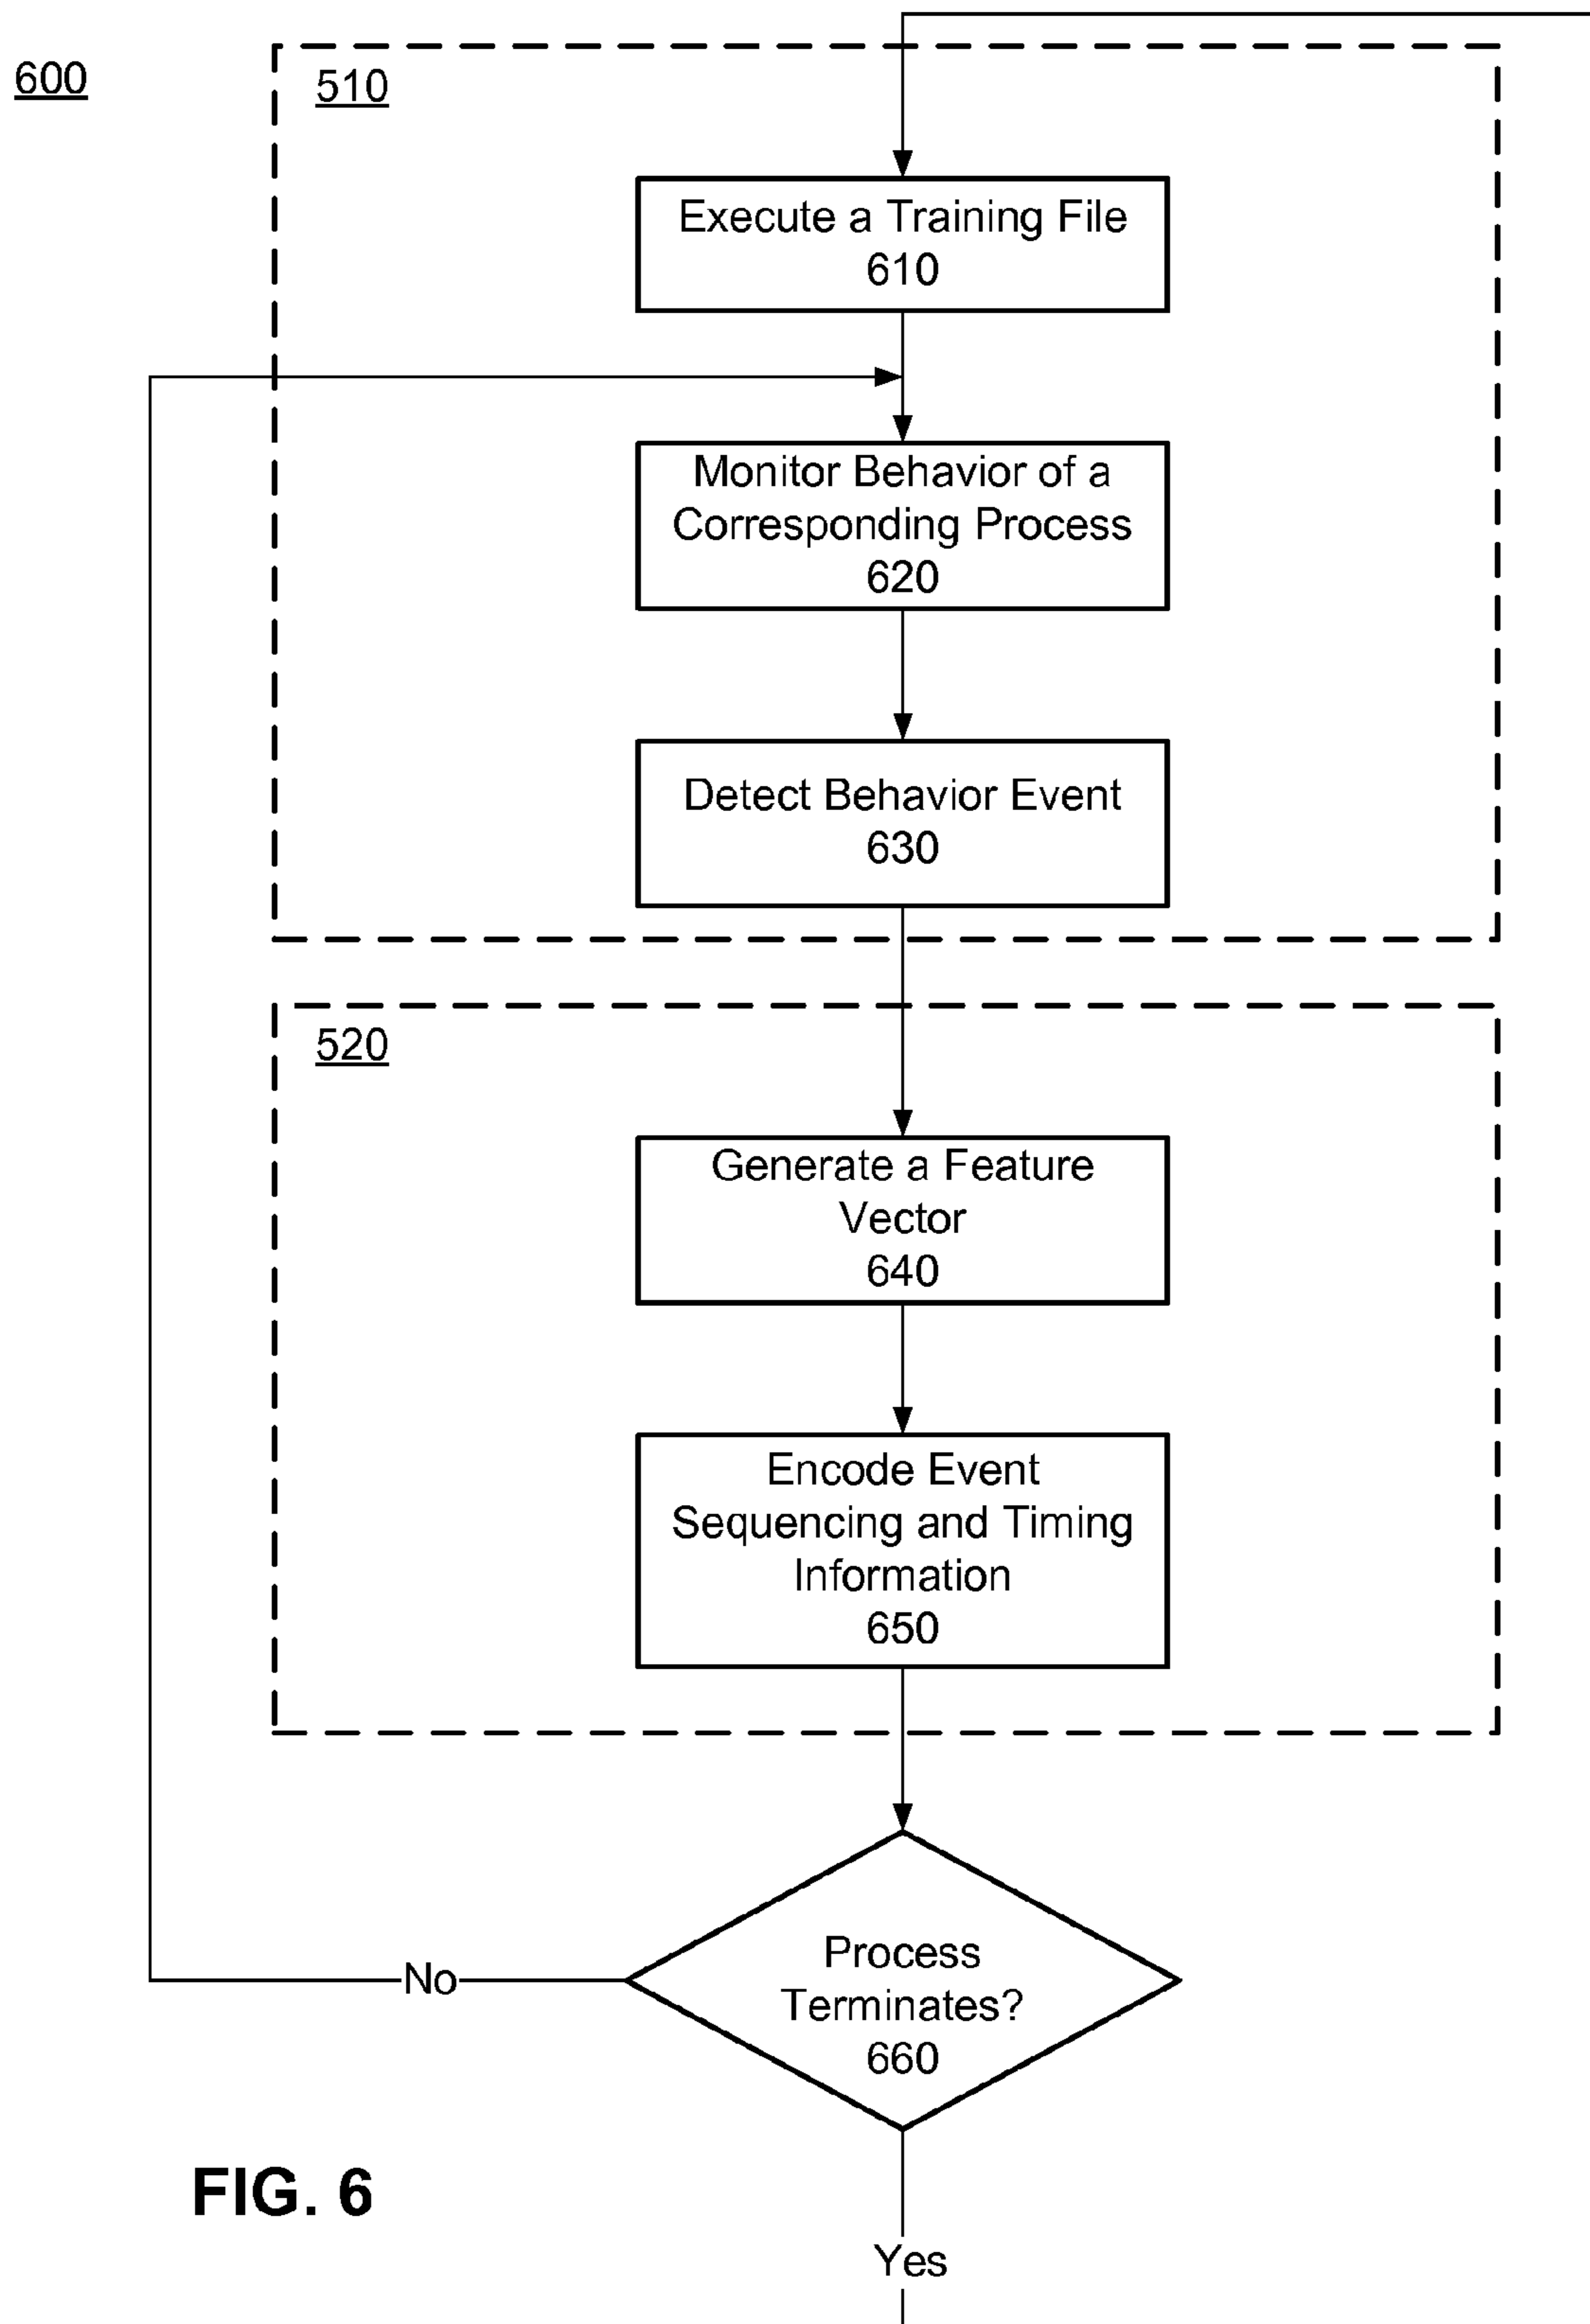 600
510
Execute a Training File
610
Monitor Behavior of a
Corresponding Process
620
Detect Behavior Event
630
520
Generate a Feature
Vector
640
Encode Event
Sequencing and Timing
Information
650
Process
Terminates?
660
No
Yes
FIG. 6